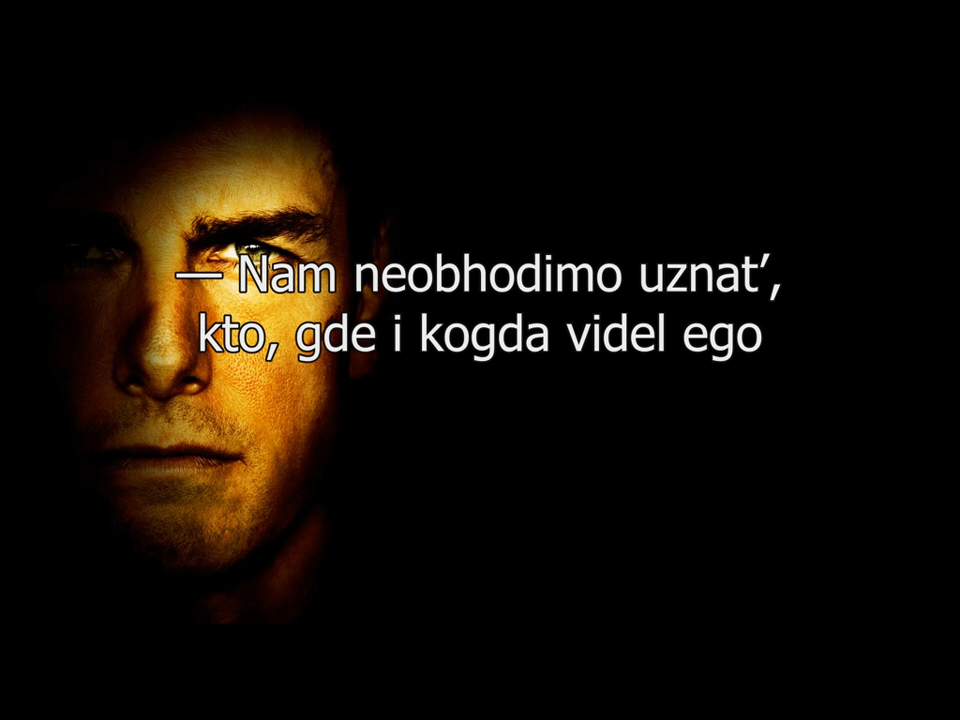 — Nam neobhodimo uznat’,
kto, gde i kogda videl ego